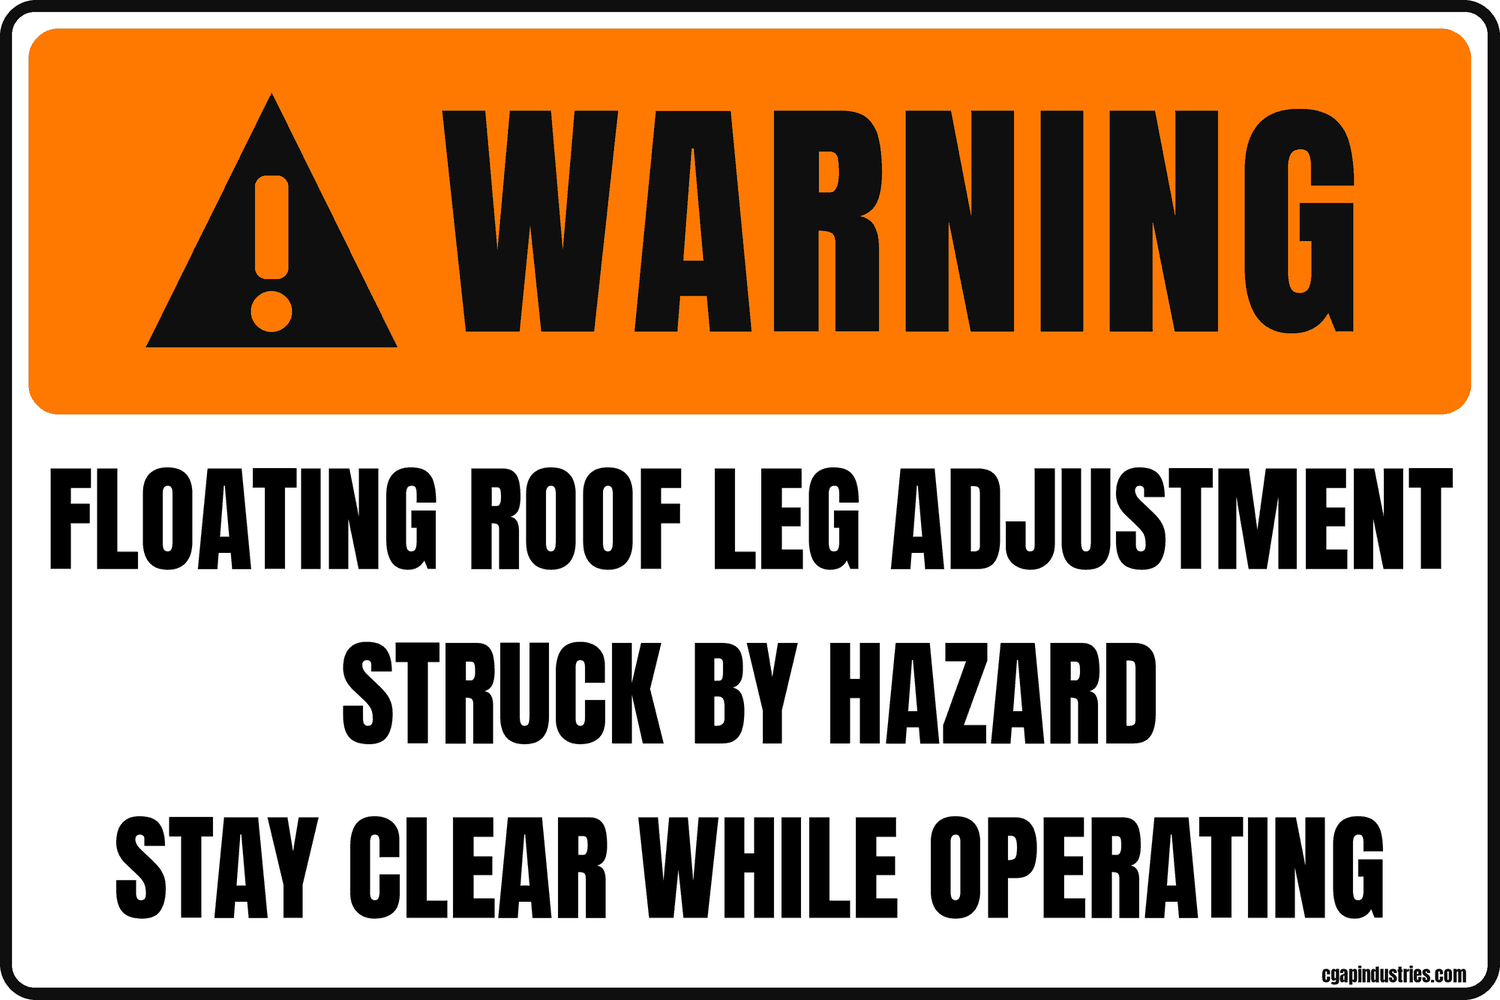 WARNING
FLOATING ROOF LEG ADJUSTMENT
STRUCK BY HAZARD
STAY CLEAR WHILE OPERATING
cgapindustries.com